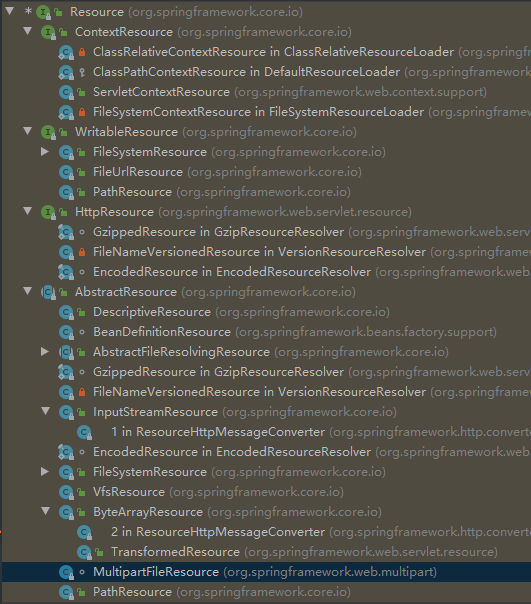 * Resource (org.springframework.core.io)
ContextResource (org.springframework.core.io)
ClassRelativeContextResource in ClassRelativeResourceLoader
ClassPathContextResource in DefaultResourceLoader (org.springframework.core.io)
ServletContextResource (org.springframework.web.context.support)
FileSystemContextResource in FileSystemResourceLoader (org.springframew
WritableResource (org.springframework.core.io)
FileSystemResource (org.springframework.core.io)
FileUrlResource (org.springframework.core.io)
PathResource (org.springframework.core.io)
HttpResource (org.springframework.web.servlet.resource)
GzippedResource in GzipResourceResolver (org.springframework.web.serv
FileNameVersionedResource in VersionResourceResolver (org.springframew
EncodedResource in EncodedResourceResolver (org.springframework.web.
AbstractResource (org.springframework.core.io)
DescriptiveResource (org.springframework.core.io)
BeanDefinitionResource (org.springframework.beans.factory.support)
AbstractFileResolvingResource (org.springframework.core.io)
GzippedResource in GzipResourceResolver (org.springframework.web.serv
FileNameVersionedResource in VersionResourceResolver (org.springframew
InputStreamResource (org.springframework.core.io)
1 in ResourceHttpMessageConverter (org.springframework.http.converte
EncodedResource in EncodedResourceResolver (org.springframework.web.
FileSystemResource (org.springframework.core.io)
VfsResource (org.springframework.core.io)
ByteArrayResource (org.springframework.core.io)
2 in ResourceHttpMessageConverter (org.springframework.http.converte
TransformedResource (org.springframework.web.servlet.resource)
MultipartFileResource (org.springframework.web.multipart)
PathResource (org.springframework.core.io)